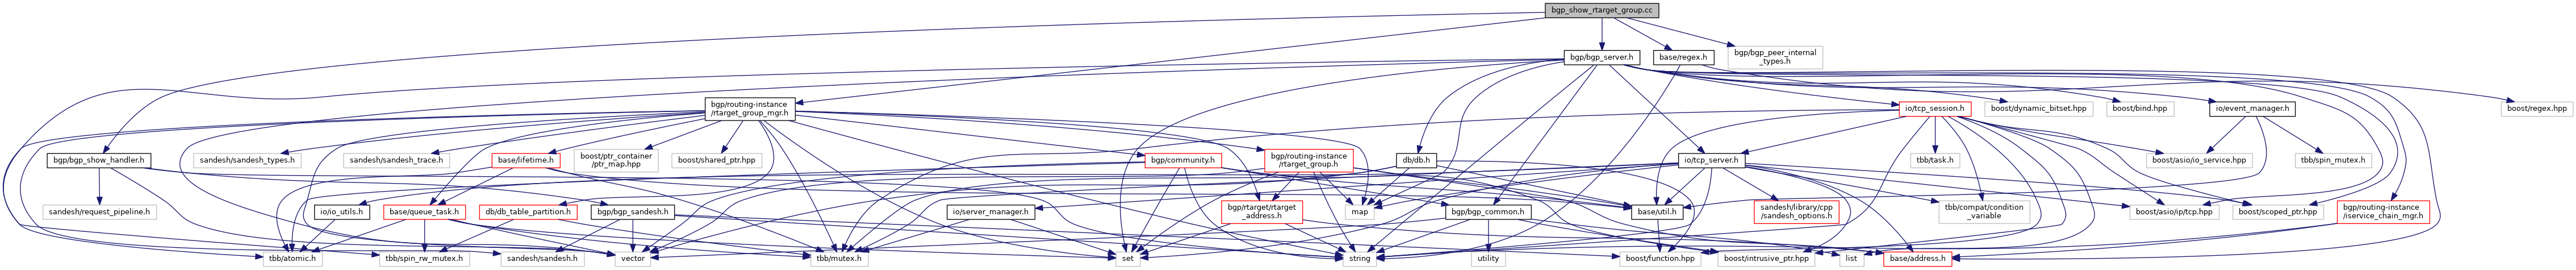 bgp_show_rtarget_group.cc
bgp/bgp_server.h
base/regex.h
bgp/bgp_peer_internal
_types.h
bgp/routing-instance
/rtarget_group_mgr.h
io/tcp_session.h
boost/dynamic_bitset.hpp
boost/bind.hpp
io/event_manager.h
boost/regex.hpp
bgp/bgp_show_handler.h
sandesh/sandesh_types.h
sandesh/sandesh_trace.h
base/lifetime.h
boost/ptr_container
/ptr_map.hpp
boost/shared_ptr.hpp
bgp/community.h
bgp/routing-instance
/rtarget_group.h
db/db.h
io/tcp_server.h
tbb/task.h
boost/asio/io_service.hpp
tbb/spin_mutex.h
sandesh/request_pipeline.h
io/io_utils.h
base/queue_task.h
db/db_table_partition.h
bgp/bgp_sandesh.h
io/server_manager.h
bgp/rtarget/rtarget
_address.h
map
bgp/bgp_common.h
base/util.h
sandesh/library/cpp
/sandesh_options.h
tbb/compat/condition
_variable
boost/asio/ip/tcp.hpp
boost/scoped_ptr.hpp
bgp/routing-instance
/iservice_chain_mgr.h
tbb/atomic.h
tbb/spin_rw_mutex.h
sandesh/sandesh.h
vector
tbb/mutex.h
set
string
utility
boost/function.hpp
boost/intrusive_ptr.hpp
list
base/address.h